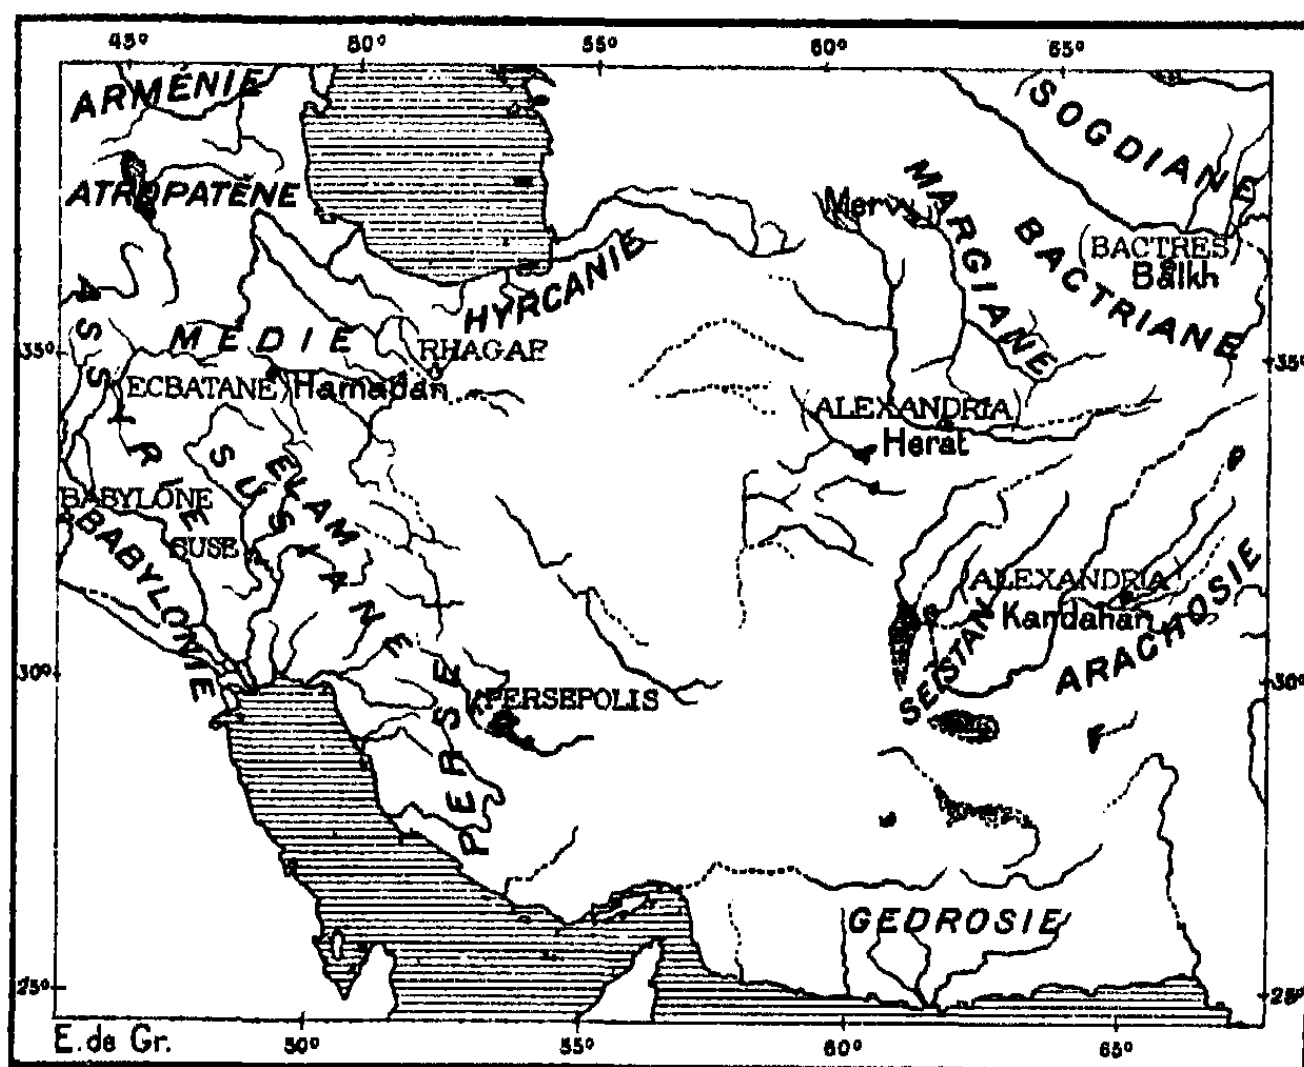 45° 50° 55° 60° 65°
ARMÉNIE
SOGDIANE
ATROPATÈNE
Merv
MARGIANE
BACTRIANE
(BACTRES)
Balkh
HYRCANIE
ASSYRIE
MÉDIE
RHAGAE
35°
35°
(ECBATANE) Hamadan
(ALEXANDRIA)
Herat
SUSIANE
ELAM
BABYLONE
BABYLONIE
SUSE
(ALEXANDRIA)
Kandahan
ARACHOSIE
SEÏSTAN
30°
30°
PERSEPOLIS
PERSE
GEDROSIE
25°
25°
E. de Gr.
50° 55° 60° 65°